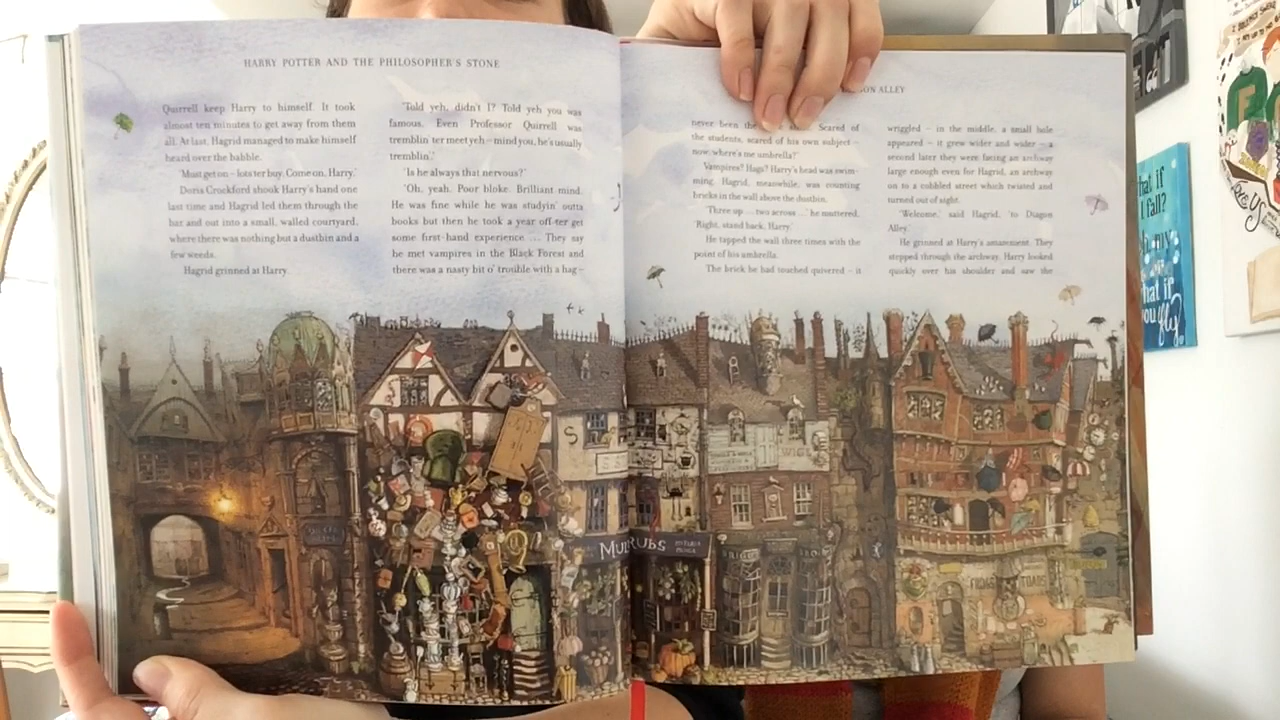 HARRY POTTER AND THE PHILOSOPHER'S STONE
Quirrell keep Harry to himself. It took
almost ten minutes to get away from them
all. At last, Hagrid managed to make himself
heard over the babble.
'Must get on – lots ter buy. Come on, Harry.'
Doris Crockford shook Harry's hand one
last time and Hagrid led them through the
bar and out into a small, walled courtyard,
where there was nothing but a dustbin and a
few weeds.
Hagrid grinned at Harry.
'Told yeh, didn't I? Told yeh you was
famous. Even Professor Quirrell was
tremblin' ter meet yeh – mind you, he's usually
tremblin'.'
'Is he always that nervous?'
'Oh, yeah. Poor bloke. Brilliant mind.
He was fine while he was studyin' outta
books but then he took a year off ter get
some first-hand experience ... They say
he met vampires in the Black Forest and
there was a nasty bit o' trouble with a hag –
ALLEY
never been the Scared of
the students, scared of his own subject –
now, where's me umbrella?'
Vampires? Hags? Harry's head was swim-
ming. Hagrid, meanwhile, was counting
bricks in the wall above the dustbin.
'Three up ... two across ...' he muttered.
'Right, stand back, Harry.'
He tapped the wall three times with the
point of his umbrella.
The brick he had touched quivered – it
wriggled – in the middle, a small hole
appeared – it grew wider and wider – a
second later they were facing an archway
large enough even for Hagrid, an archway
on to a cobbled street which twisted and
turned out of sight.
'Welcome,' said Hagrid, 'to Diagon
Alley.'
He grinned at Harry's amazement. They
stepped through the archway. Harry looked
quickly over his shoulder and saw the
S
WIGS
TOADS
hat if
I fall?
what if
you fly